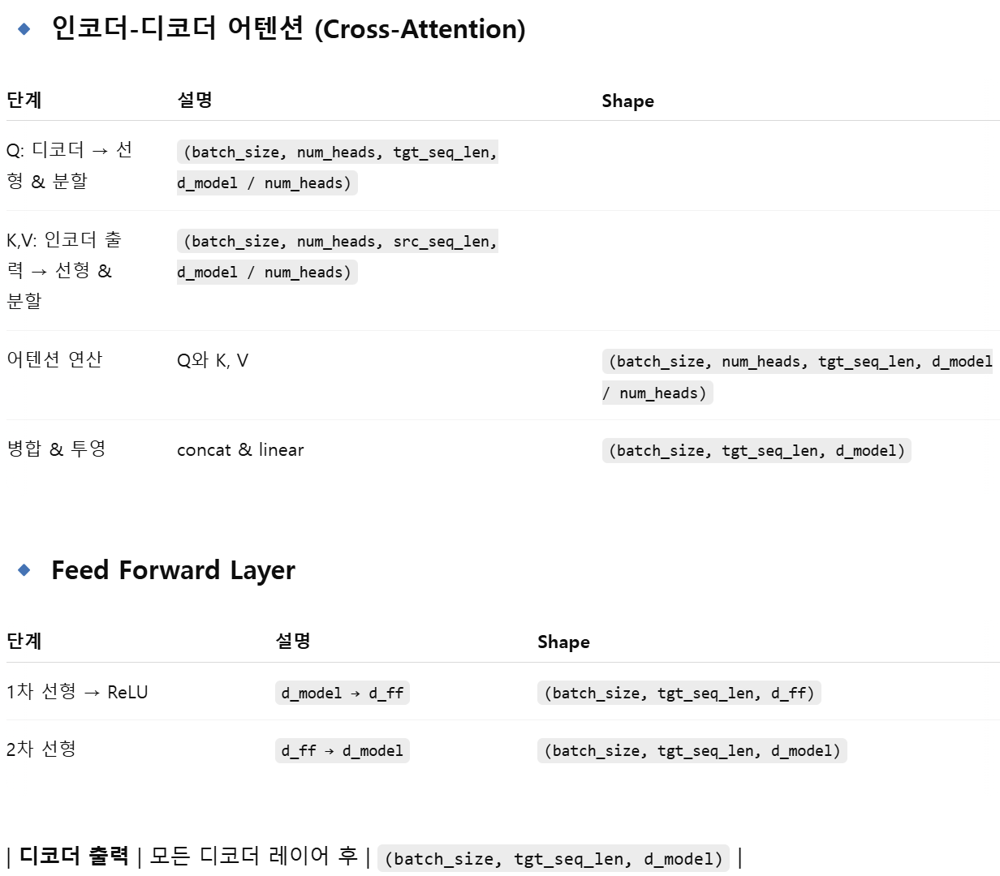 🔹 인코더-디코더 어텐션 (Cross-Attention)
단계 설명 Shape
Q: 디코더 → 선
형 & 분할
(batch_size, num_heads, tgt_seq_len,
d_model / num_heads)
K,V: 인코더 출
력 → 선형 &
분할
(batch_size, num_heads, src_seq_len,
d_model / num_heads)
어텐션 연산
Q와 K, V
(batch_size, num_heads, tgt_seq_len, d_model
/ num_heads)
병합 & 투영 concat & linear (batch_size, tgt_seq_len, d_model)
🔹 Feed Forward Layer
단계 설명 Shape
1차 선형 → ReLU d_model → d_ff (batch_size, tgt_seq_len, d_ff)
2차 선형 d_ff → d_model (batch_size, tgt_seq_len, d_model)
| 디코더 출력 | 모든 디코더 레이어 후 | (batch_size, tgt_seq_len, d_model) |